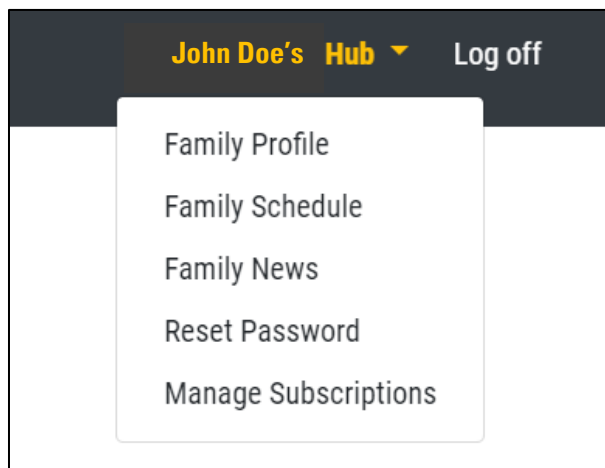 John Doe's Hub Log off
Family Profile
Family Schedule
Family News
Reset Password
Manage Subscriptions